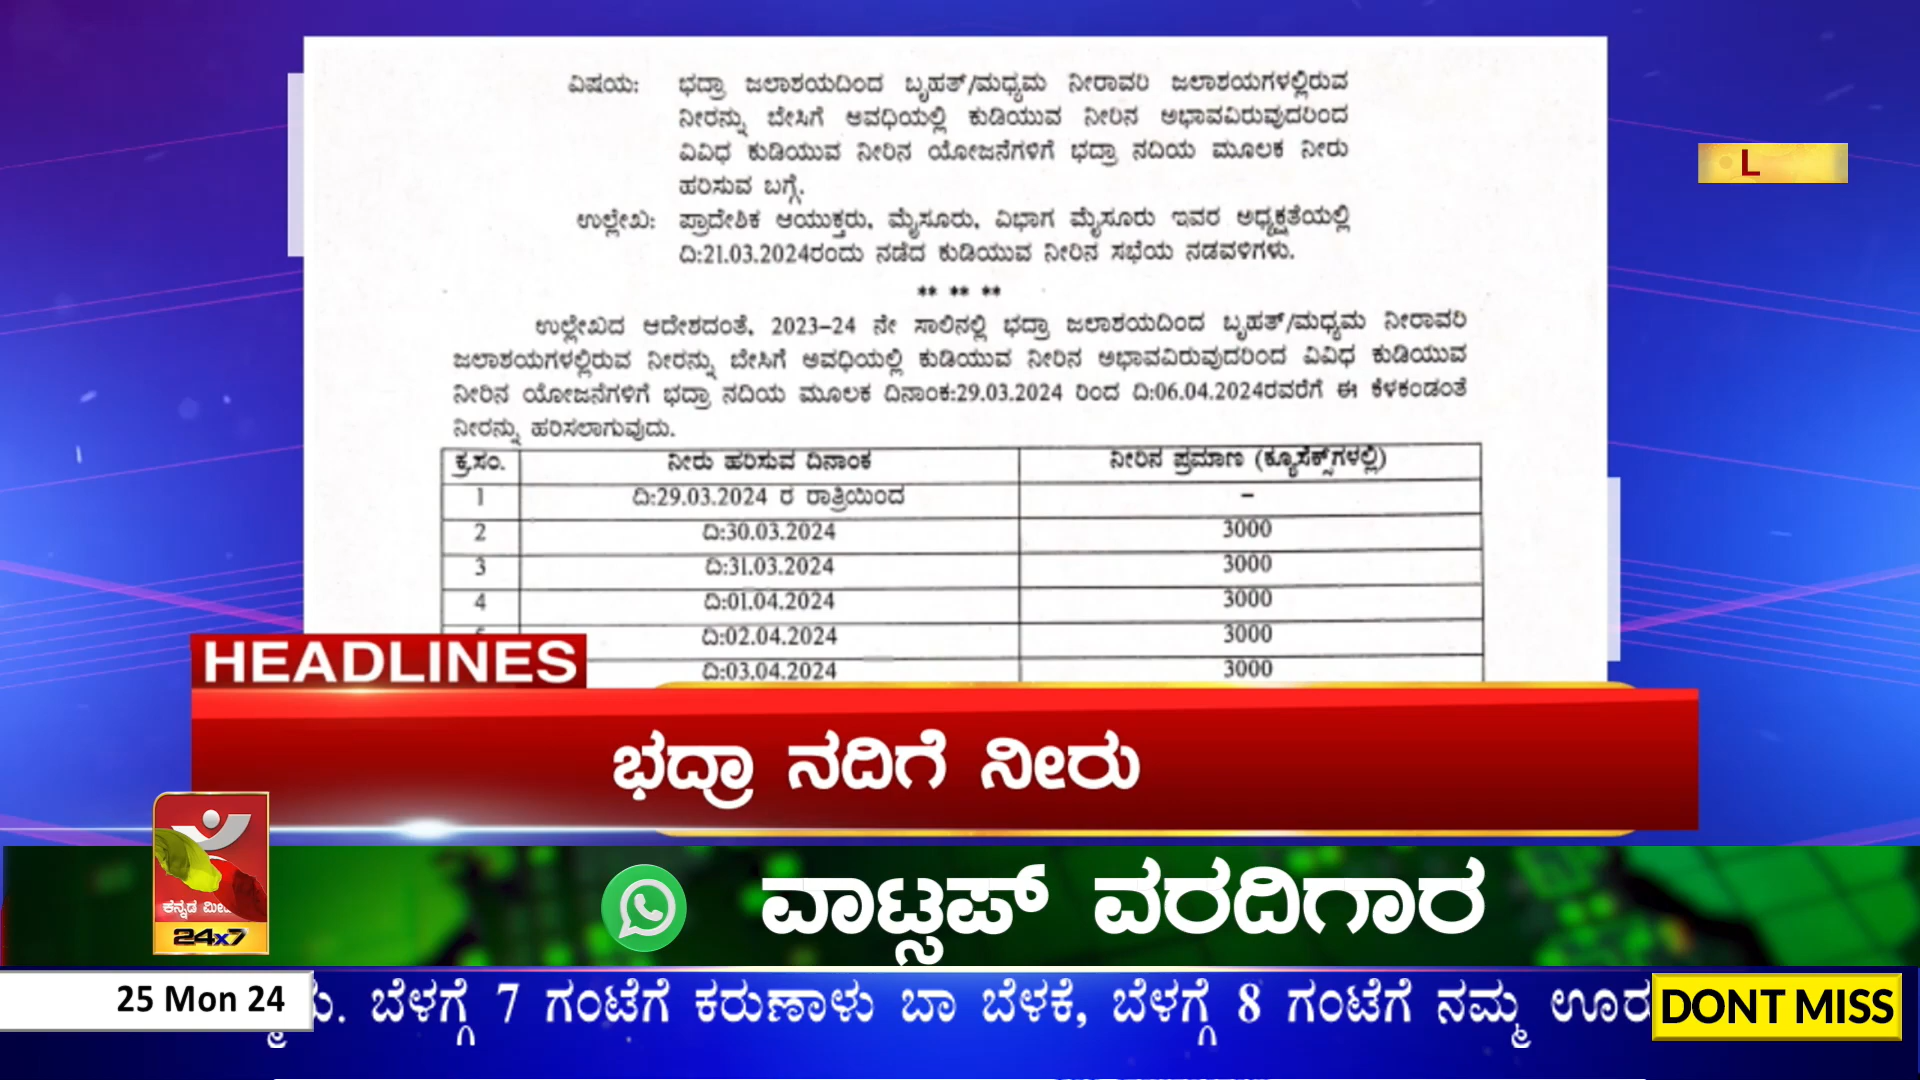 ವಿಷಯ: ಭದ್ರಾ ಜಲಾಶಯದಿಂದ ಬೃಹತ್/ಮಧ್ಯಮ ನೀರಾವರಿ ಜಲಾಶಯಗಳಲ್ಲಿರುವ
ನೀರನ್ನು ಬೇಸಿಗೆ ಅವಧಿಯಲ್ಲಿ ಕುಡಿಯುವ ನೀರಿನ ಅಭಾವವಿರುವುದರಿಂದ
ವಿವಿಧ ಕುಡಿಯುವ ನೀರಿನ ಯೋಜನೆಗಳಿಗೆ ಭದ್ರಾ ನದಿಯ ಮೂಲಕ ನೀರು
ಹರಿಸುವ ಬಗ್ಗೆ.
ಉಲ್ಲೇಖ: ಪ್ರಾದೇಶಿಕ ಆಯುಕ್ತರು, ಮೈಸೂರು, ವಿಭಾಗ ಮೈಸೂರು ಇವರ ಅಧ್ಯಕ್ಷತೆಯಲ್ಲಿ
ದಿ:21.03.2024ರಂದು ನಡೆದ ಕುಡಿಯುವ ನೀರಿನ ಸಭೆಯ ನಡವಳಿಗಳು.
** ** **
ಉಲ್ಲೇಖದ ಆದೇಶದಂತೆ, 2023-24 ನೇ ಸಾಲಿನಲ್ಲಿ ಭದ್ರಾ ಜಲಾಶಯದಿಂದ ಬೃಹತ್/ಮಧ್ಯಮ ನೀರಾವರಿ
ಜಲಾಶಯಗಳಲ್ಲಿರುವ ನೀರನ್ನು ಬೇಸಿಗೆ ಅವಧಿಯಲ್ಲಿ ಕುಡಿಯುವ ನೀರಿನ ಅಭಾವವಿರುವುದರಿಂದ ವಿವಿಧ ಕುಡಿಯುವ
ನೀರಿನ ಯೋಜನೆಗಳಿಗೆ ಭದ್ರಾ ನದಿಯ ಮೂಲಕ ದಿನಾಂಕ:29.03.2024 ರಿಂದ ದಿ:06.04.2024ರವರೆಗೆ ಈ ಕೆಳಕಂಡಂತೆ
ನೀರನ್ನು ಹರಿಸಲಾಗುವುದು.
ಕ್ರ.ಸಂ. ನೀರು ಹರಿಸುವ ದಿನಾಂಕ ನೀರಿನ ಪ್ರಮಾಣ (ಕ್ಯೂಸೆಕ್ಸ್‌ಗಳಲ್ಲಿ)
1 ದಿ:29.03.2024 ರ ರಾತ್ರಿಯಿಂದ –
2 ದಿ:30.03.2024 3000
3 ದಿ:31.03.2024 3000
4 ದಿ:01.04.2024 3000
ದಿ:02.04.2024 3000
ದಿ:03.04.2024 3000
L
HEADLINES
ಭದ್ರಾ ನದಿಗೆ ನೀರು
ಕನ್ನಡ
24x7
ವಾಟ್ಸಪ್ ವರದಿಗಾರ
25 Mon 24
ಬೆಳಗ್ಗೆ 7 ಗಂಟೆಗೆ ಕರುಣಾಳು ಬಾ ಬೆಳಕೆ, ಬೆಳಗ್ಗೆ 8 ಗಂಟೆಗೆ ನಮ್ಮ ಊರ
DONT MISS